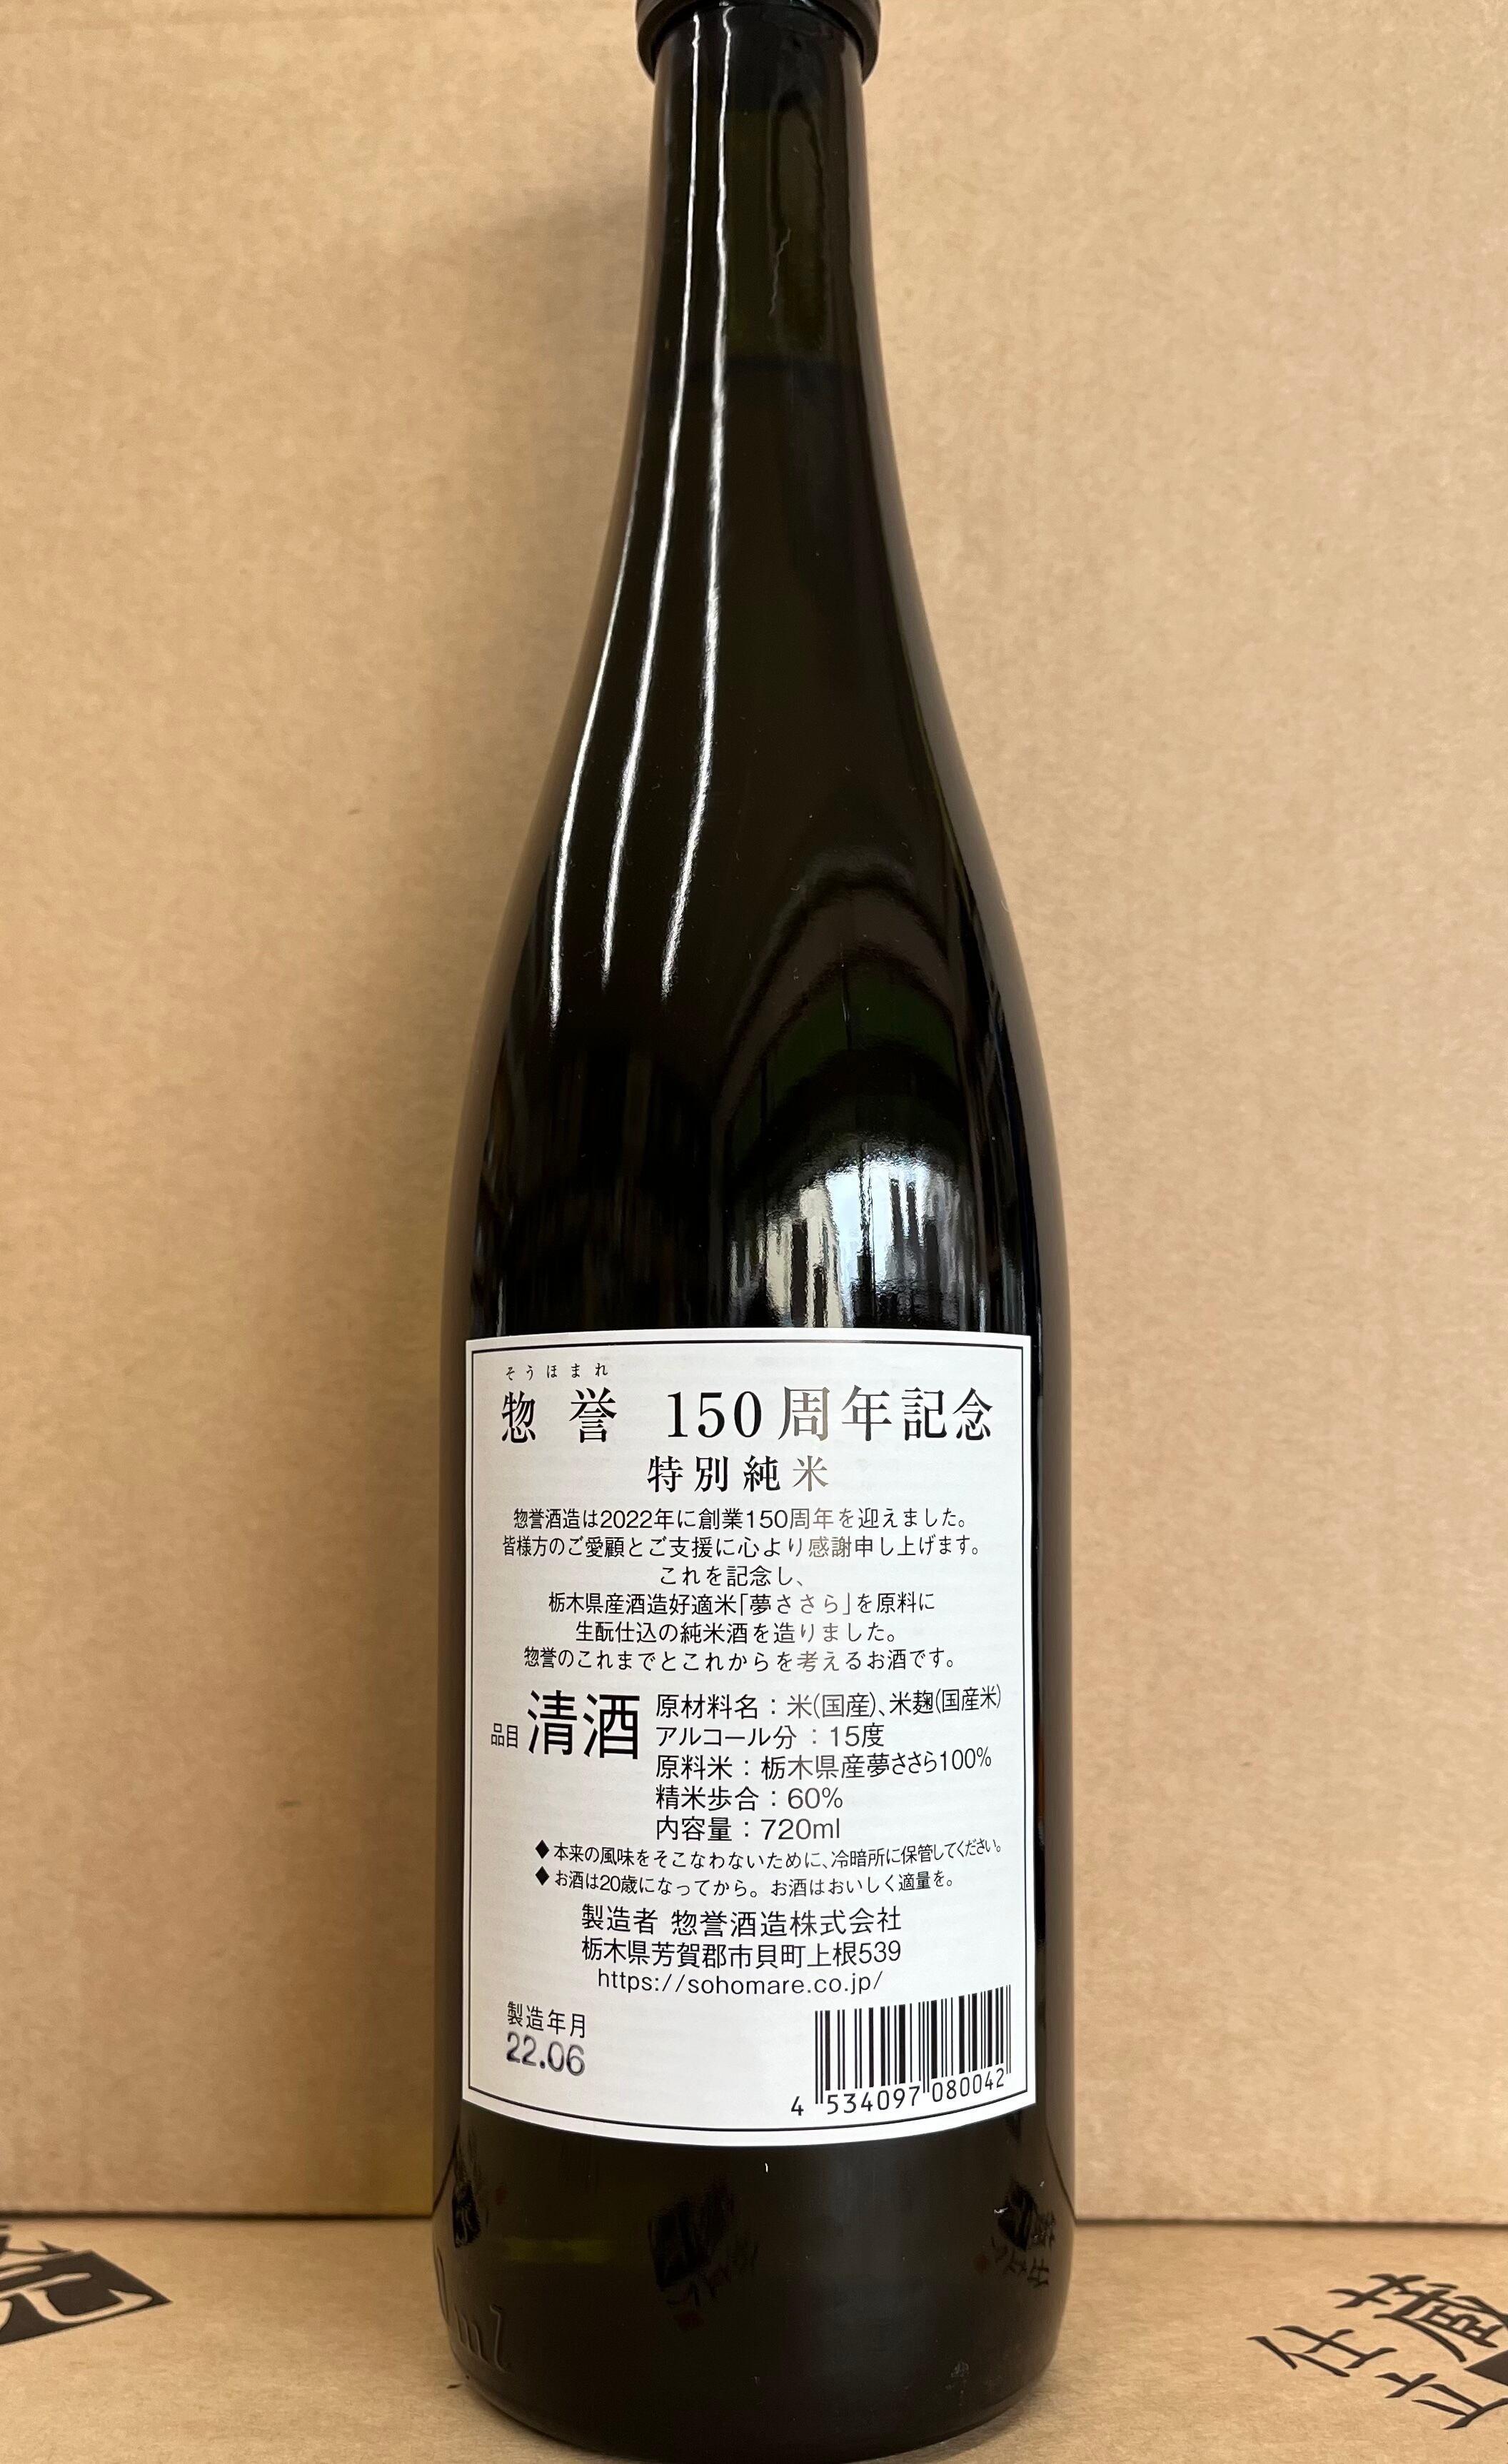 そうほまれ
惣誉 150周年記念
特別純米
惣誉酒造は2022年に創業150周年を迎えました。
皆様方のご愛顧とご支援に心より感謝申し上げます。
これを記念し、
栃木県産酒造好適米「夢ささら」を原料に
生酛仕込の純米酒を造りました。
惣誉のこれまでとこれからを考えるお酒です。
品目 清酒
原材料名：米(国産)、米麹(国産米)
アルコール分：15度
原料米：栃木県産夢ささら100%
精米歩合：60%
内容量：720ml
◆本来の風味をそこなわないために、冷暗所に保管してください。
◆お酒は20歳になってから。お酒はおいしく適量を。
製造者 惣誉酒造株式会社
栃木県芳賀郡市貝町上根539
https://sohomare.co.jp/
製造年月
22.06
4 534097 080042
ml